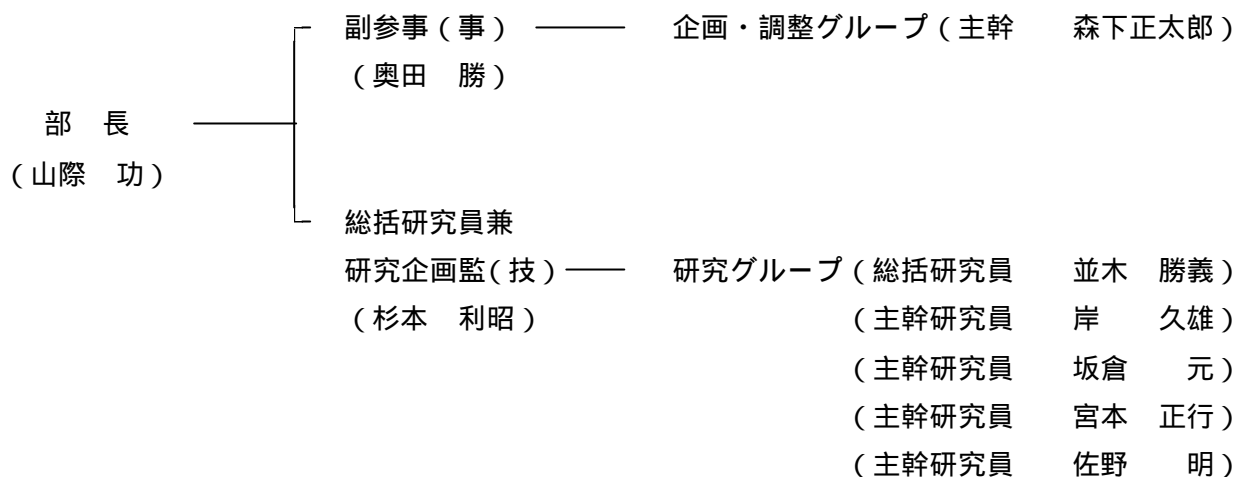 副参事（事） 企画・調整グループ（主幹 森下正太郎）
（奥田 勝）
部 長
（山際 功）
総括研究員兼
研究企画監（技） 研究グループ（総括研究員 並木 勝義）
（杉本 利昭） （主幹研究員 岸 久雄）
（主幹研究員 坂倉 元）
（主幹研究員 宮本 正行）
（主幹研究員 佐野 明）